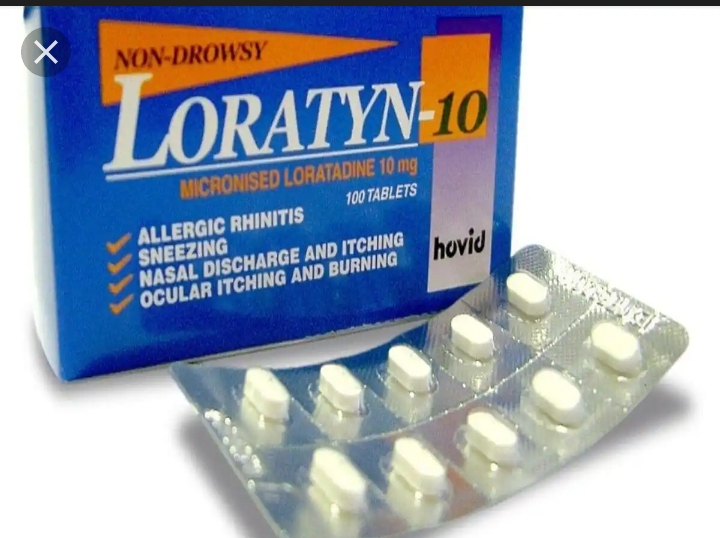 NON-DROWSY
LORATYN-10
MICRONISED LORATADINE 10 mg
100 TABLETS
ALLERGIC RHINITIS
SNEEZING
NASAL DISCHARGE AND ITCHING
OCULAR ITCHING AND BURNING
hovid